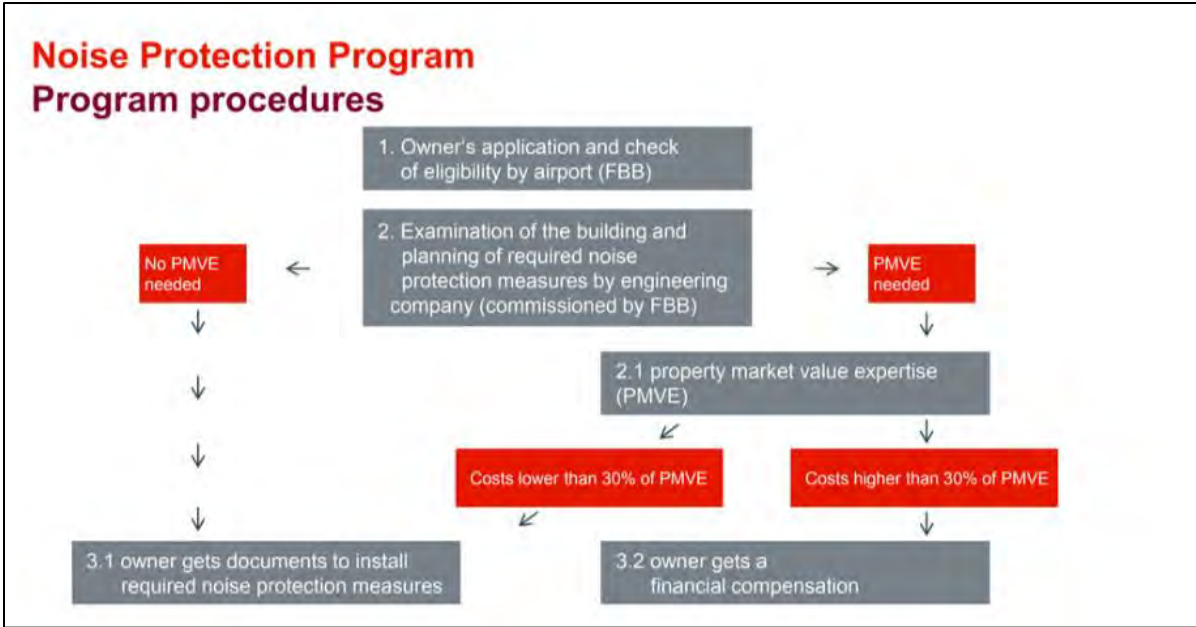 Noise Protection Program
Program procedures
1. Owner's application and check
of eligibility by airport (FBB)
2. Examination of the building and
planning of required noise
protection measures by engineering
company (commissioned by FBB)
No PMVE
needed
PMVE
needed
2.1 property market value expertise
(PMVE)
Costs lower than 30% of PMVE
Costs higher than 30% of PMVE
3.1 owner gets documents to install
required noise protection measures
3.2 owner gets a
financial compensation